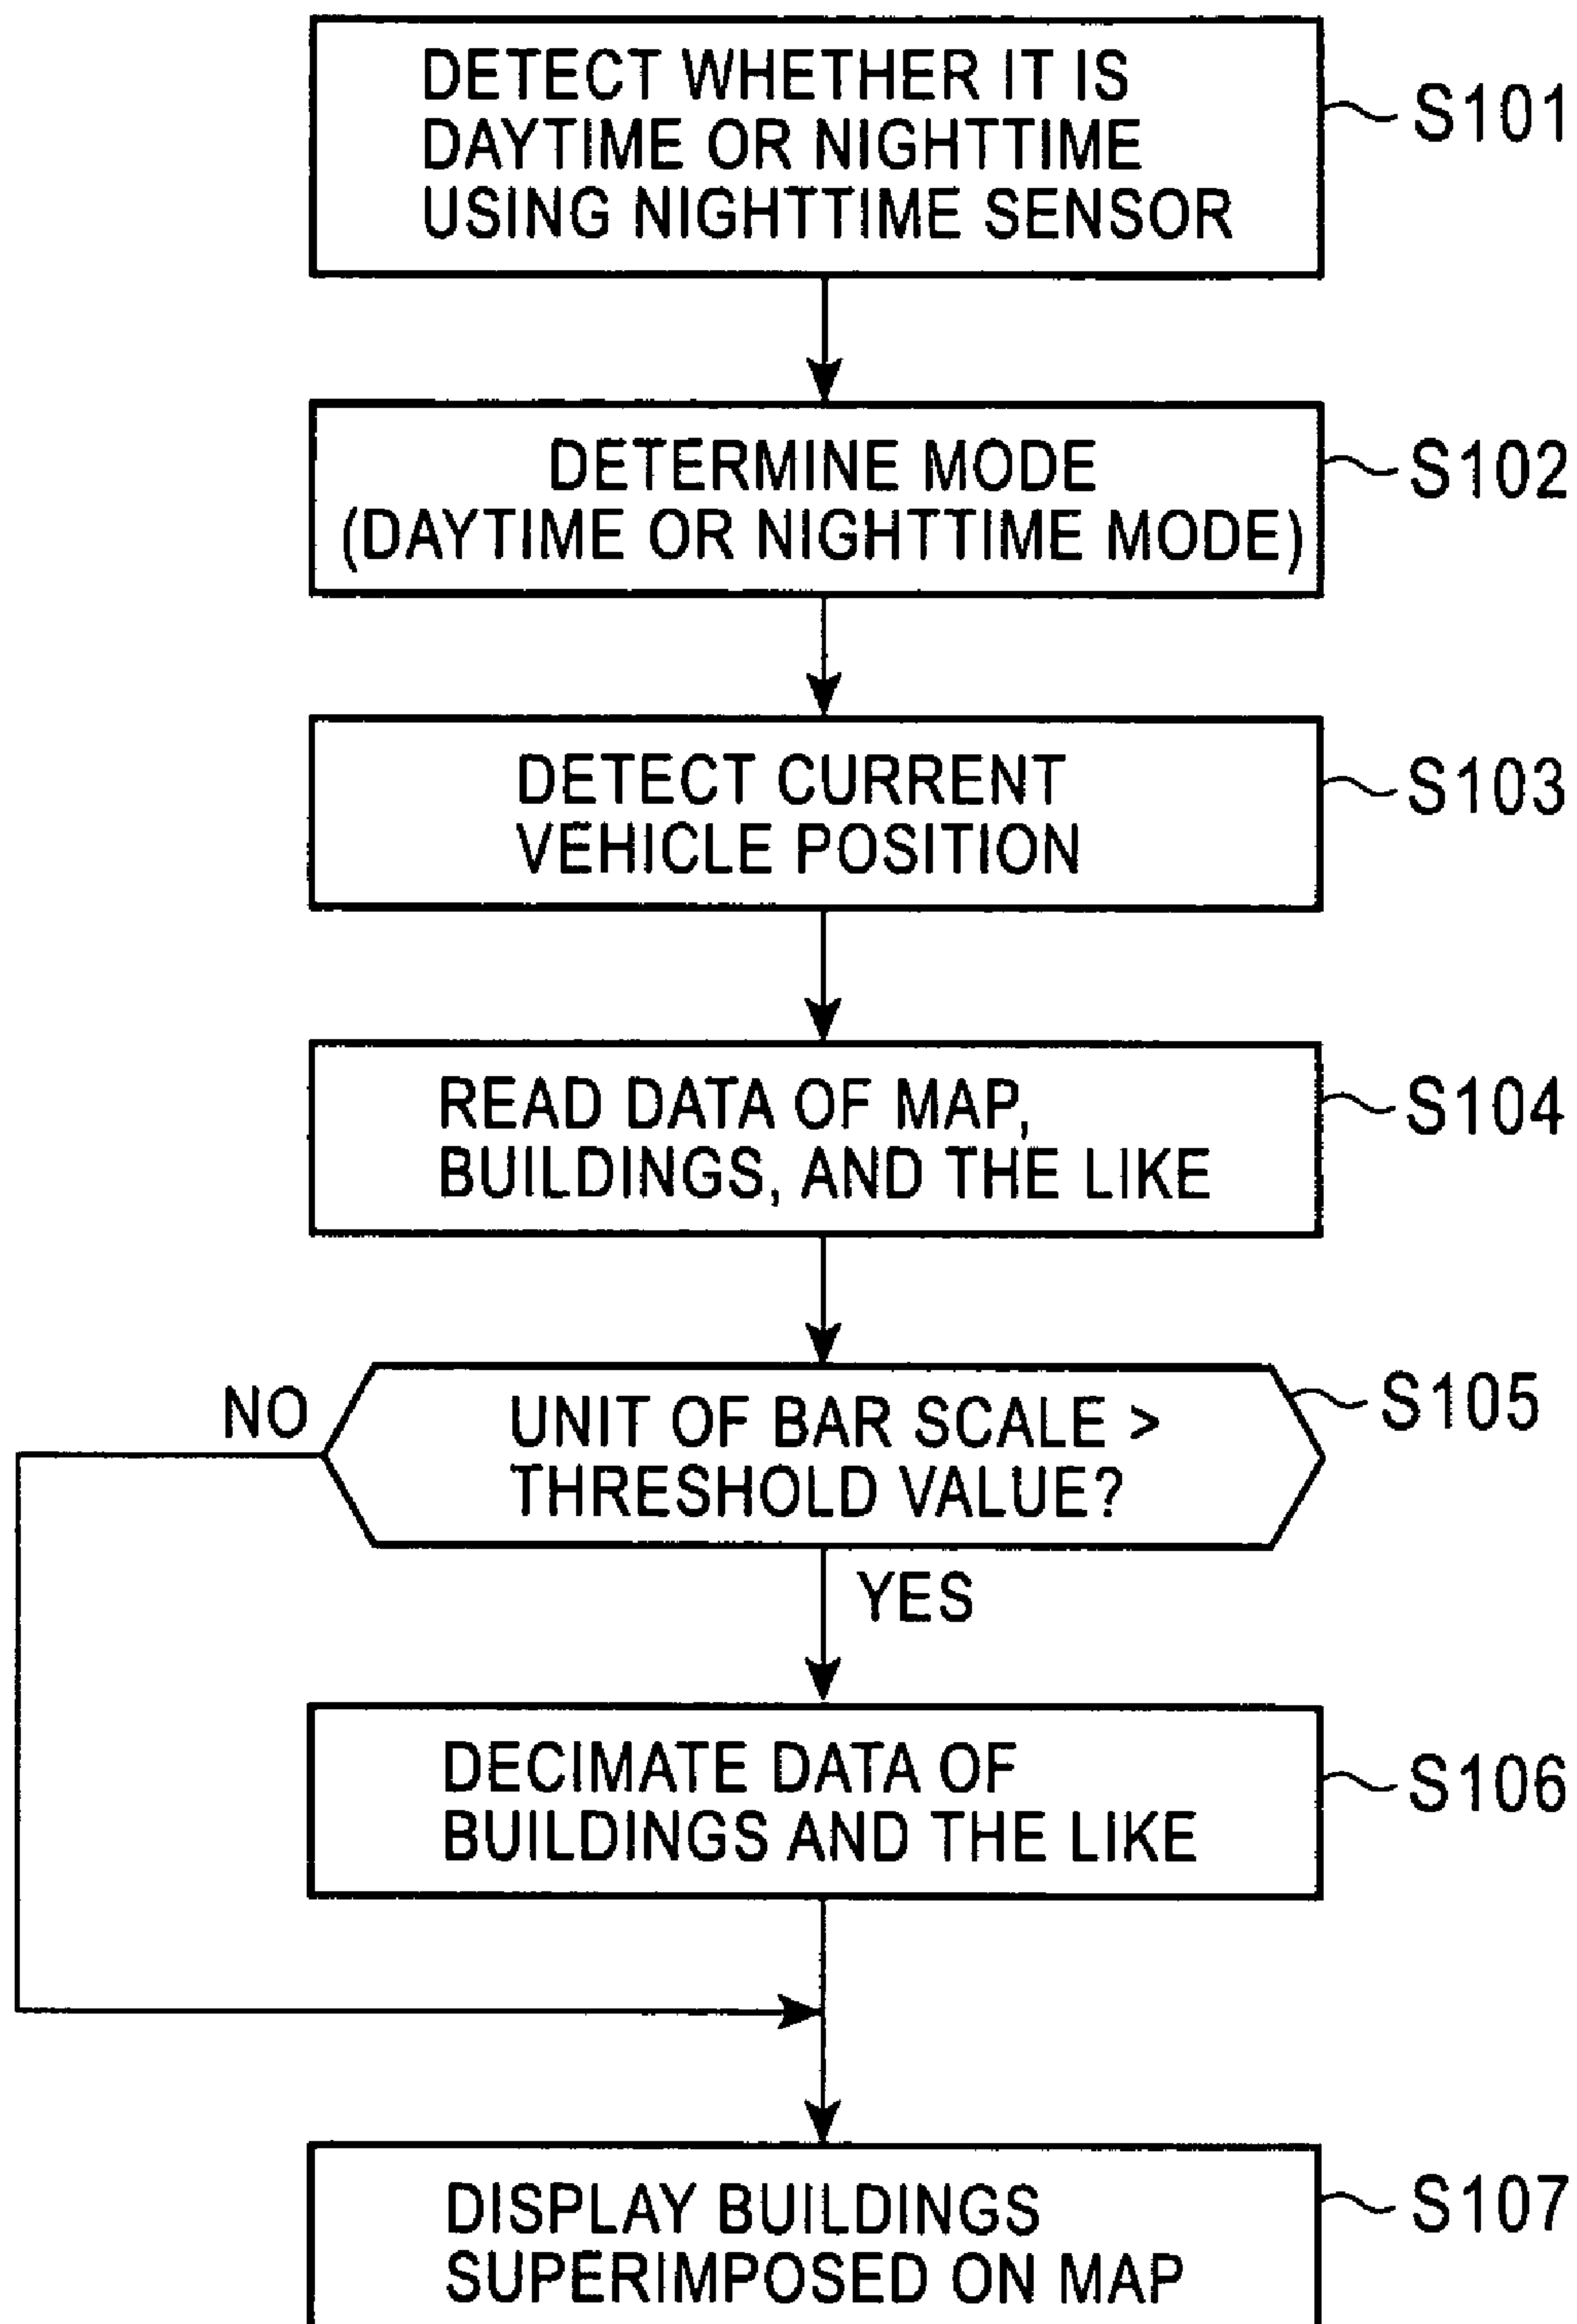 DETECT WHETHER IT IS
DAYTIME OR NIGHTTIME
USING NIGHTTIME SENSOR
S101
DETERMINE MODE
(DAYTIME OR NIGHTTIME MODE)
S102
DETECT CURRENT
VEHICLE POSITION
S103
READ DATA OF MAP,
BUILDINGS, AND THE LIKE
S104
NO
UNIT OF BAR SCALE >
THRESHOLD VALUE?
S105
YES
DECIMATE DATA OF
BUILDINGS AND THE LIKE
S106
DISPLAY BUILDINGS
SUPERIMPOSED ON MAP
S107